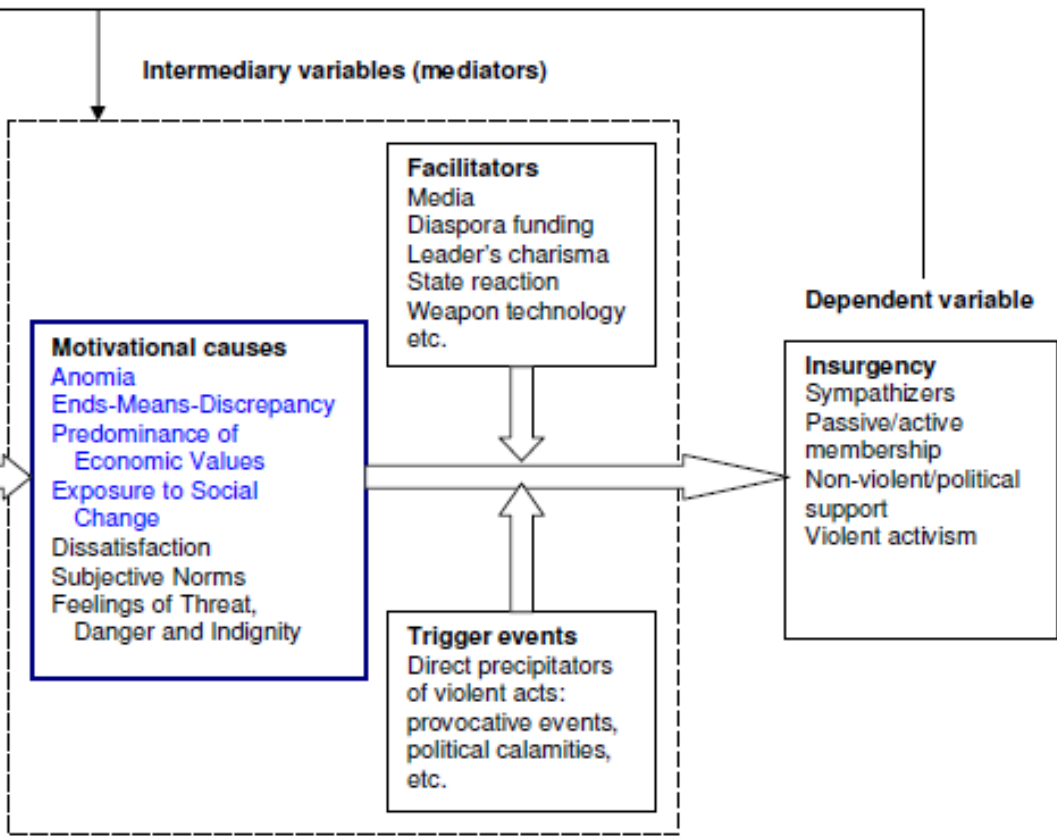 Intermediary variables (mediators)
Facilitators
Media
Diaspora funding
Leader's charisma
State reaction
Weapon technology
etc.
Motivational causes
Anomia
Ends-Means-Discrepancy
Predominance of
Economic Values
Exposure to Social
Change
Dissatisfaction
Subjective Norms
Feelings of Threat,
Danger and Indignity
Trigger events
Direct precipitators
of violent acts:
provocative events,
political calamities,
etc.
Dependent variable
Insurgency
Sympathizers
Passive/active
membership
Non-violent/political
support
Violent activism